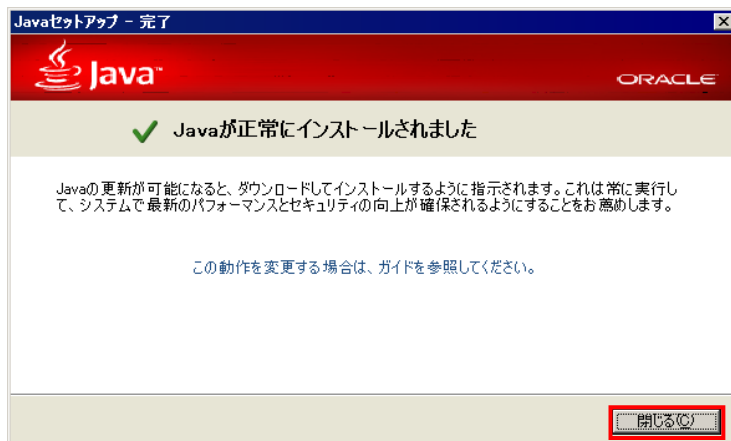 Javaセットアップ - 完了
Java™
ORACLE
Javaが正常にインストールされました
Javaの更新が可能になると、ダウンロードしてインストールするように指示されます。これは常に実行し
て、システムで最新のパフォーマンスとセキュリティの向上が確保されるようにすることをお薦めします。
この動作を変更する場合は、ガイドを参照してください。
閉じる(C)